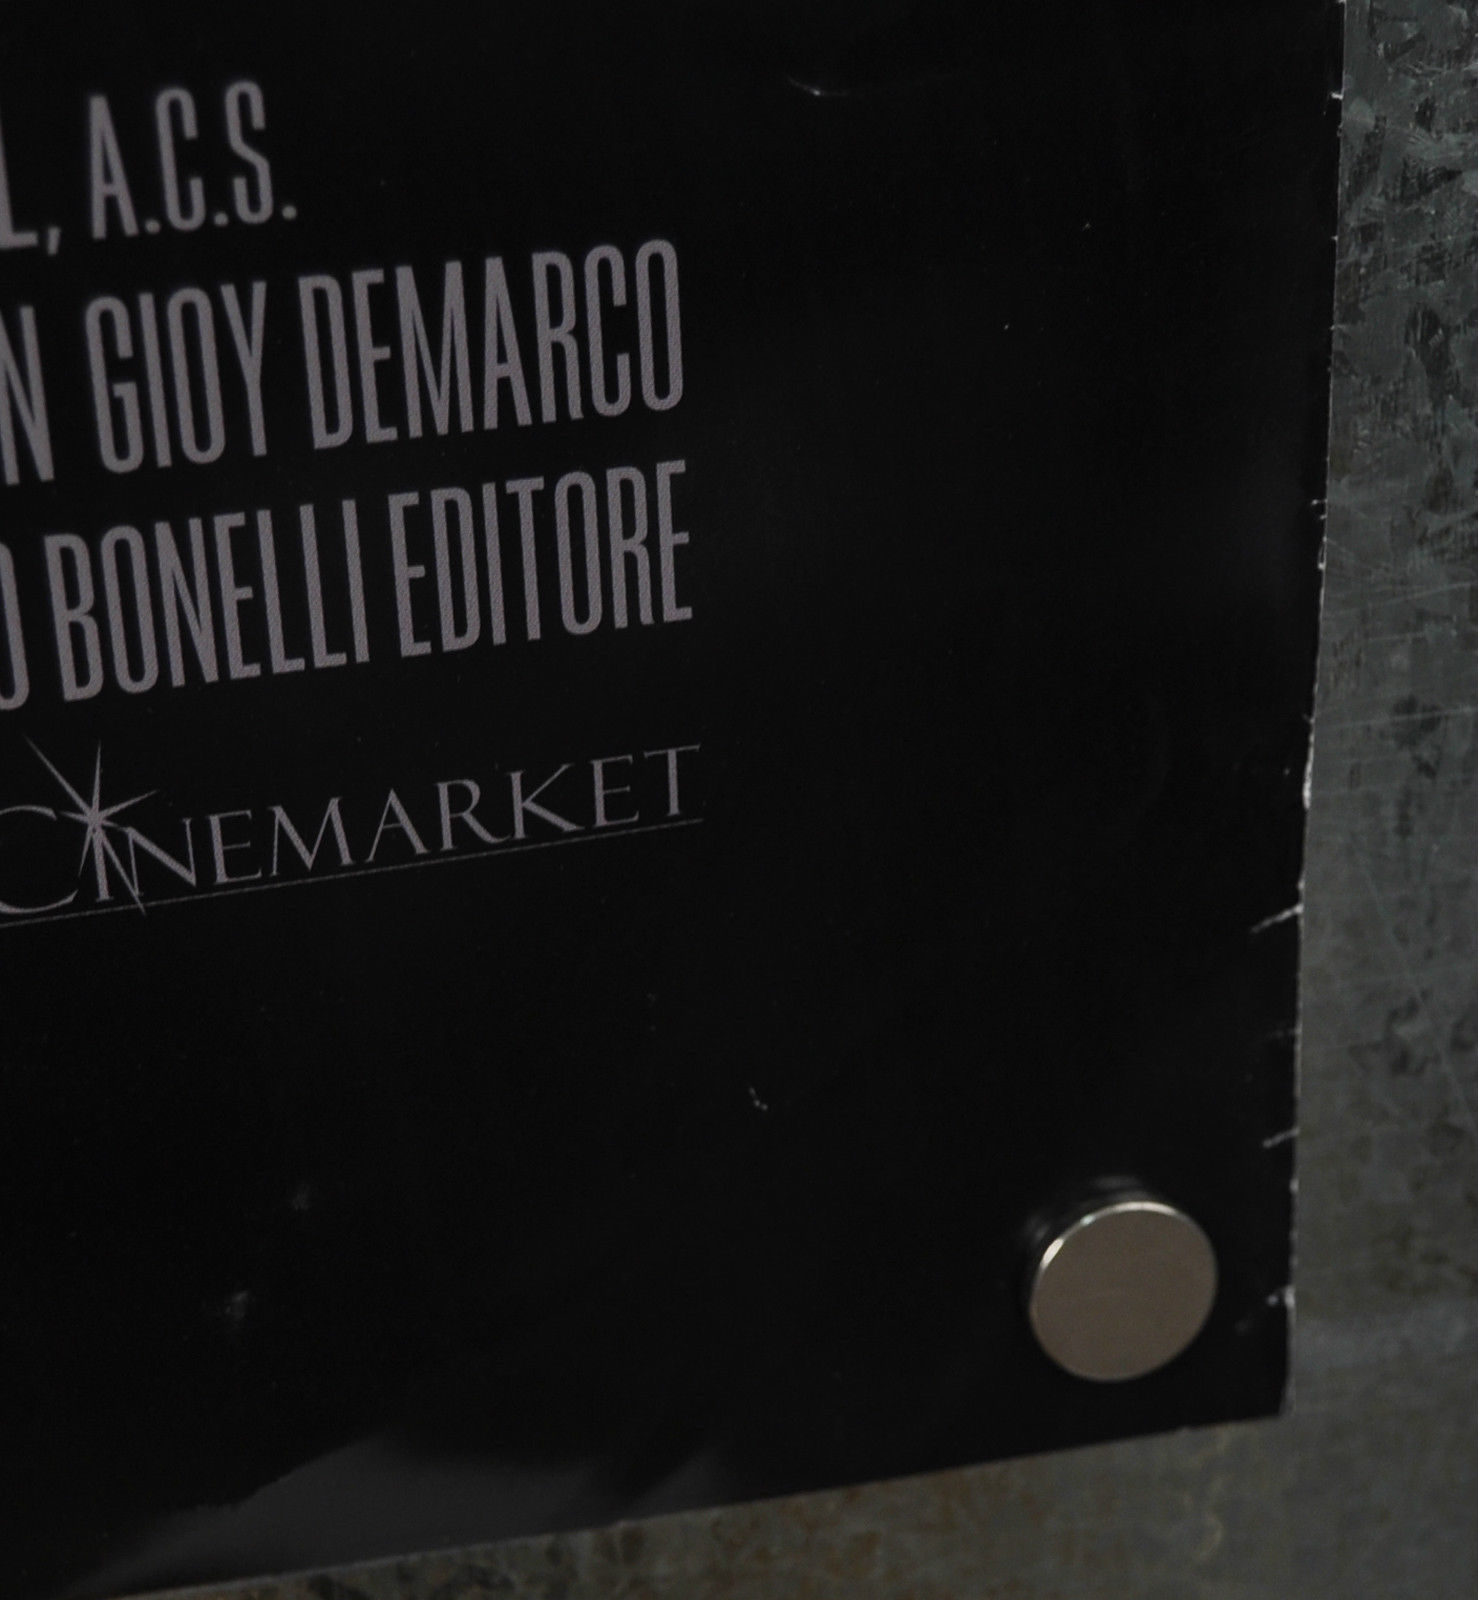 L, A.C.S.
N GIOY DEMARCO
O BONELLI EDITORE
CINEMARKET